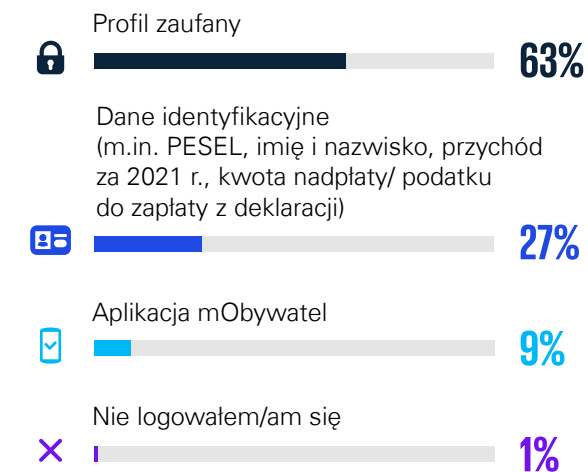 Profil zaufany
63%
Dane identyfikacyjne
(m.in. PESEL, imię i nazwisko, przychód
za 2021 r., kwota nadpłaty/ podatku
do zapłaty z deklaracji)
27%
Aplikacja mObywatel
9%
Nie logowałem/am się
1%